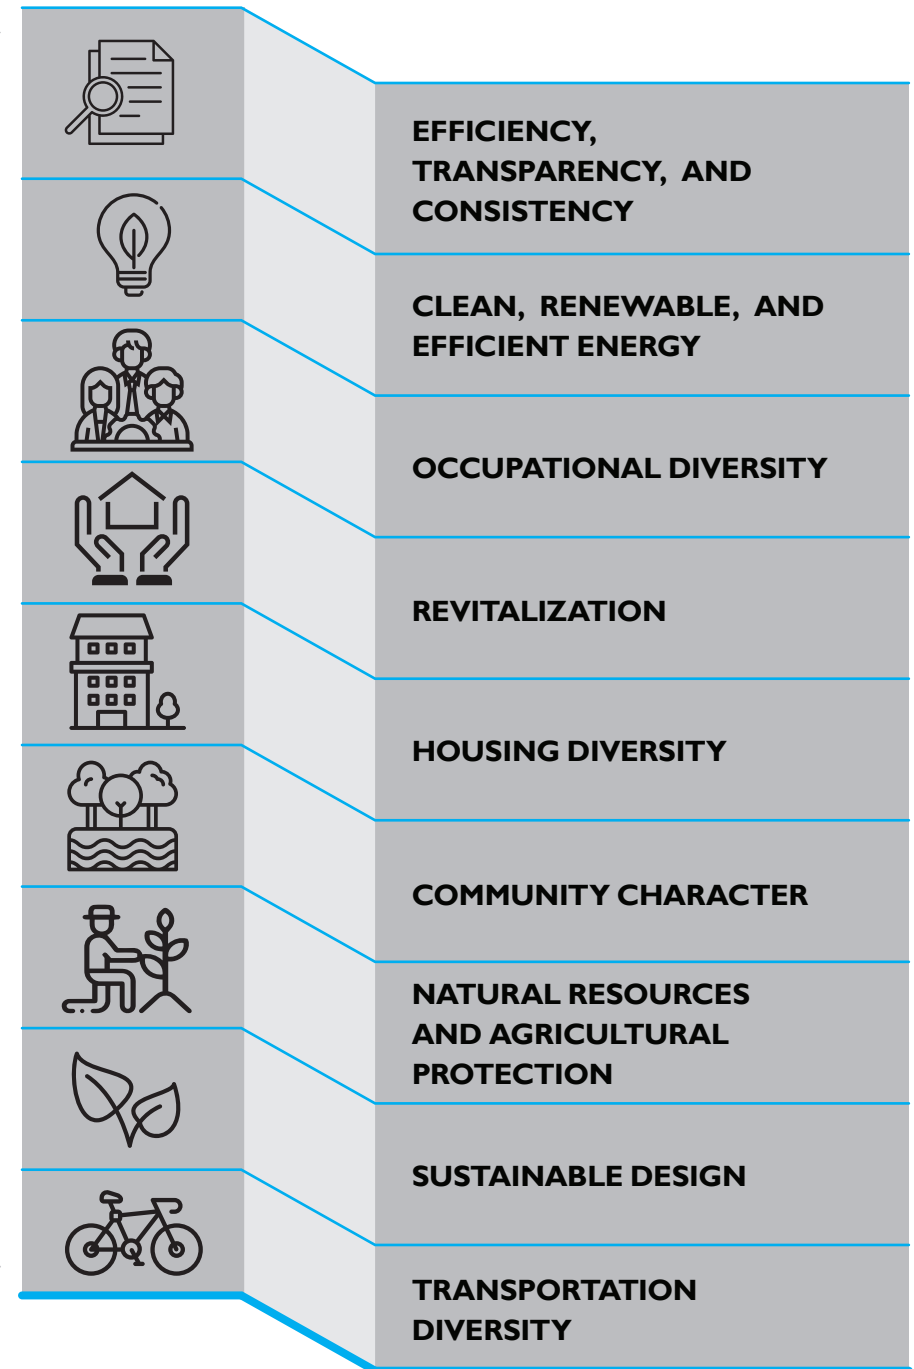 EFFICIENCY,
TRANSPARENCY, AND
CONSISTENCY
CLEAN, RENEWABLE, AND
EFFICIENT ENERGY
OCCUPATIONAL DIVERSITY
REVITALIZATION
HOUSING DIVERSITY
COMMUNITY CHARACTER
NATURAL RESOURCES
AND AGRICULTURAL
PROTECTION
SUSTAINABLE DESIGN
TRANSPORTATION
DIVERSITY